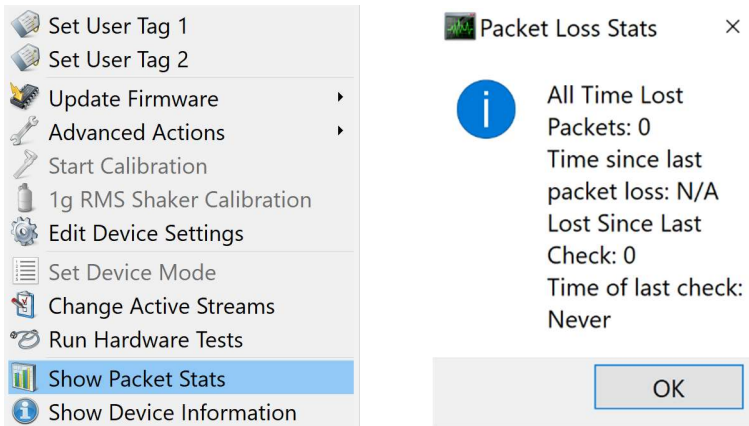 Set User Tag 1
Set User Tag 2
Update Firmware
Advanced Actions
Start Calibration
1g RMS Shaker Calibration
Edit Device Settings
Set Device Mode
Change Active Streams
Run Hardware Tests
Show Packet Stats
Show Device Information
Packet Loss Stats
All Time Lost
Packets: 0
Time since last
packet loss: N/A
Lost Since Last
Check: 0
Time of last check:
Never
OK